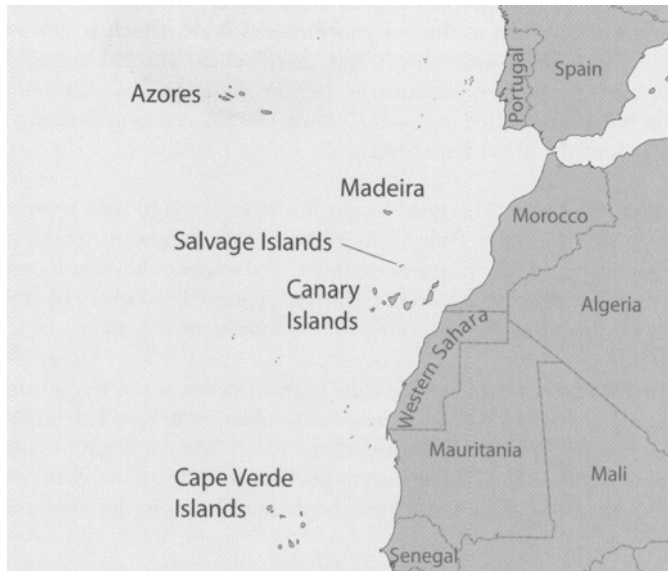 Portugal
Spain
Azores
Madeira
Morocco
Salvage Islands
Canary
Islands
Algeria
Western Sahara
Mauritania
Mali
Cape Verde
Islands
Senegal